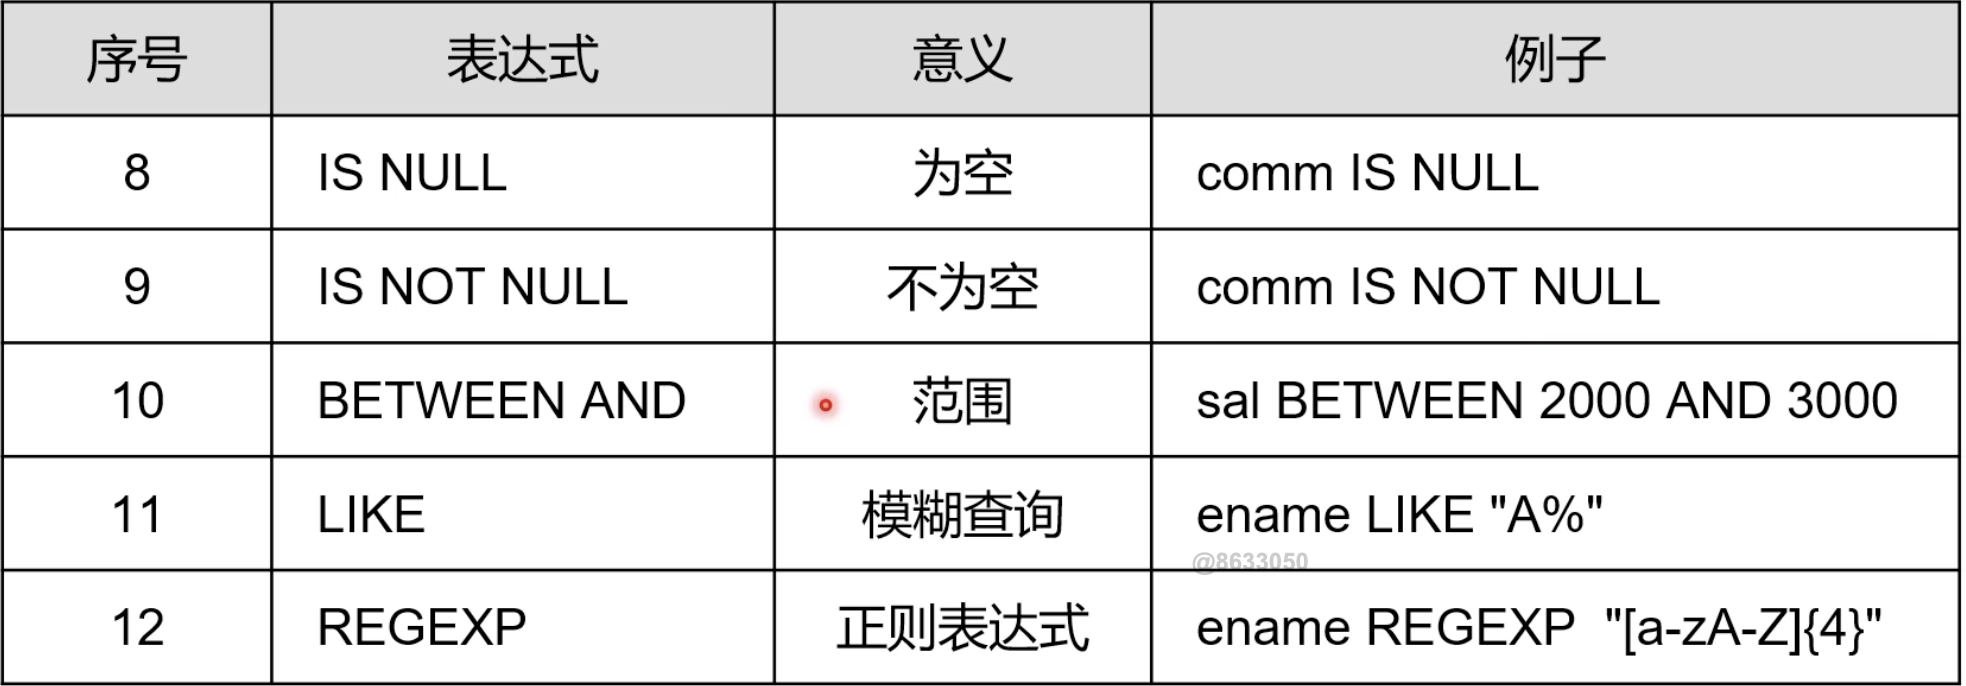 序号 表达式 意义 例子
8 IS NULL 为空 comm IS NULL
9 IS NOT NULL 不为空 comm IS NOT NULL
10 BETWEEN AND 范围 sal BETWEEN 2000 AND 3000
11 LIKE 模糊查询 ename LIKE "A%"
@8633050
12 REGEXP 正则表达式 ename REGEXP "[a-zA-Z]{4}"